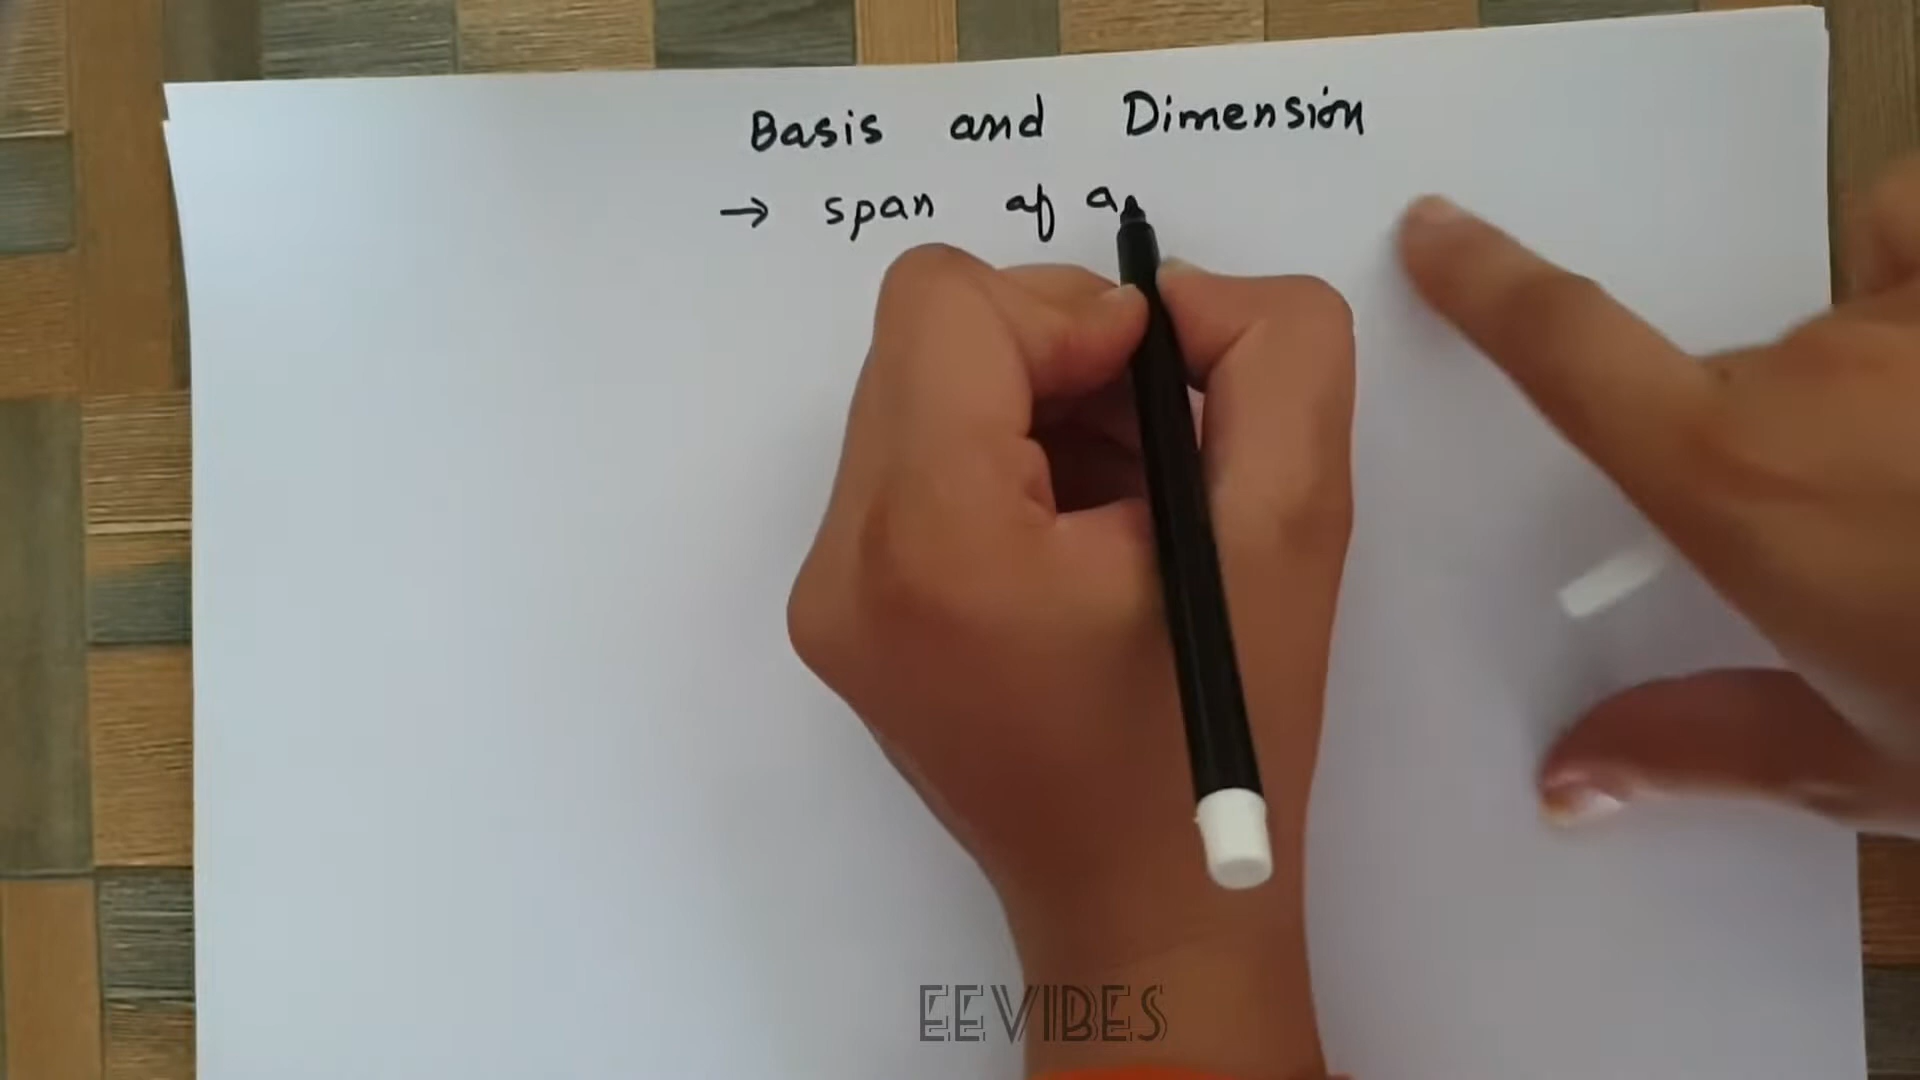 Basis and Dimension
→ span of a
EEVIBES